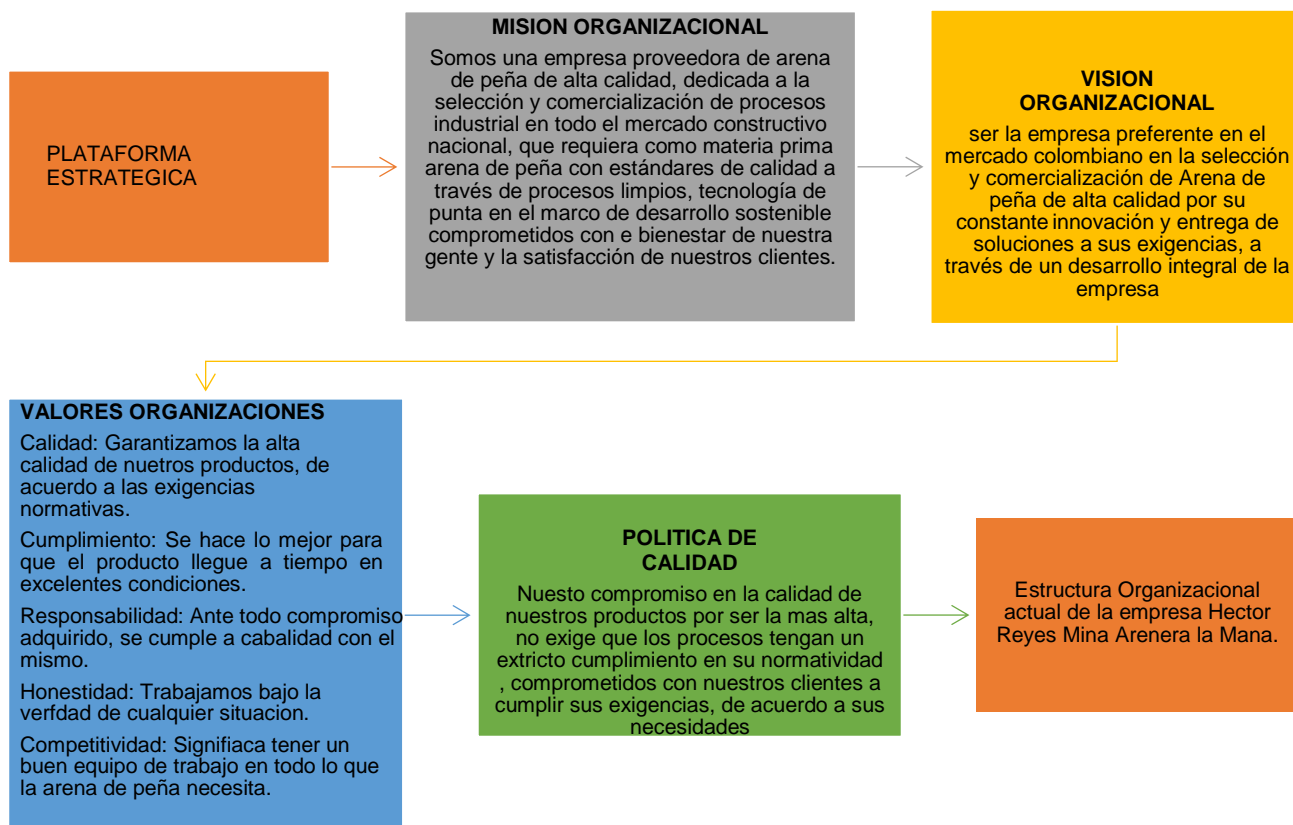 PLATAFORMA
ESTRATEGICA
MISION ORGANIZACIONAL
Somos una empresa proveedora de arena
de peña de alta calidad, dedicada a la
selección y comercialización de procesos
industrial en todo el mercado constructivo
nacional, que requiera como materia prima
arena de peña con estándares de calidad a
través de procesos limpios, tecnología de
punta en el marco de desarrollo sostenible
comprometidos con e bienestar de nuestra
gente y la satisfacción de nuestros clientes.
VISION
ORGANIZACIONAL
ser la empresa preferente en el
mercado colombiano en la selección
y comercialización de Arena de
peña de alta calidad por su
constante innovación y entrega de
soluciones a sus exigencias, a
través de un desarrollo integral de la
empresa
VALORES ORGANIZACIONES
Calidad: Garantizamos la alta
calidad de nuetros productos, de
acuerdo a las exigencias
normativas.
Cumplimiento: Se hace lo mejor para
que el producto llegue a tiempo en
excelentes condiciones.
Responsabilidad: Ante todo compromiso
adquirido, se cumple a cabalidad con el
mismo.
Honestidad: Trabajamos bajo la
verfdad de cualquier situacion.
Competitividad: Signifiaca tener un
buen equipo de trabajo en todo lo que
la arena de peña necesita.
POLITICA DE
CALIDAD
Nuesto compromiso en la calidad de
nuestros productos por ser la mas alta,
no exige que los procesos tengan un
extricto cumplimiento en su normatividad
, comprometidos con nuestros clientes a
cumplir sus exigencias, de acuerdo a sus
necesidades
Estructura Organizacional
actual de la empresa Hector
Reyes Mina Arenera la Mana.